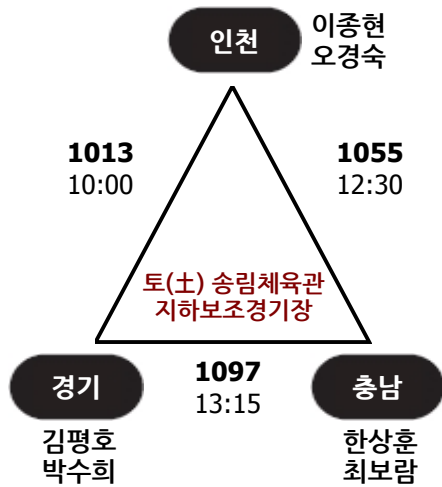 인천
이종현
오경숙
1013
10:00
1055
12:30
토(土) 송림체육관
지하보조경기장
경기
1097
13:15
충남
김평호
박수희
한상훈
최보람